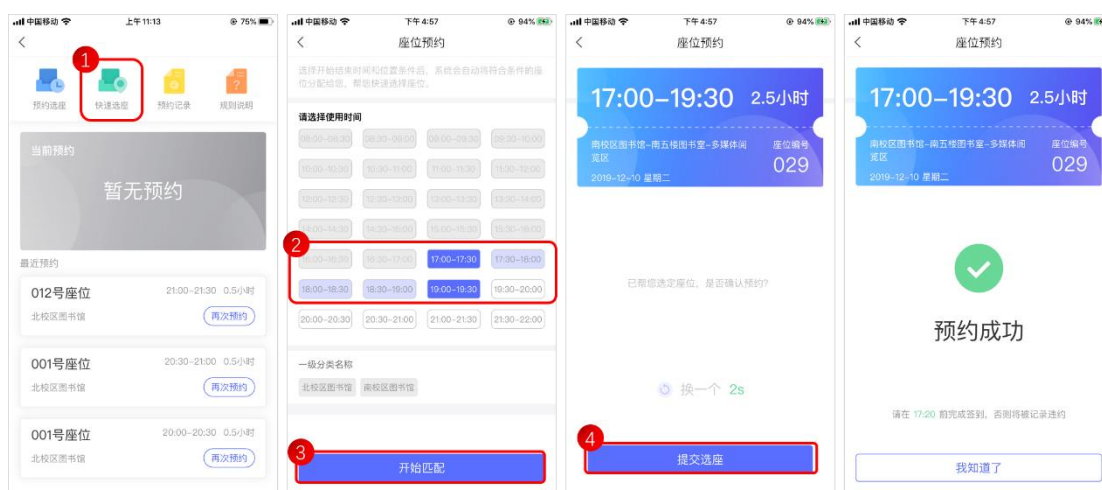 中国移动
上午11:13
75%
1
预约选座
快速选座
预约记录
规则说明
当前预约
暂无预约
最近预约
012号座位
21:00-21:30 0.5小时
北校区图书馆
再次预约
001号座位
20:30-21:00 0.5小时
北校区图书馆
再次预约
001号座位
20:00-20:30 0.5小时
北校区图书馆
再次预约
中国移动
下午4:57
94%
座位预约
选择开始结束时间和位置条件后，系统会自动将符合条件的座
位分配给您，帮您快速选择座位。
请选择使用时间
08:00-08:30
08:30-09:00
09:00-09:30
09:30-10:00
10:00-10:30
10:30-11:00
11:00-11:30
11:30-12:00
12:00-12:30
12:30-13:00
13:00-13:30
13:30-14:00
14:00-14:30
14:30-15:00
15:00-15:30
15:30-16:00
2
16:00-16:30
16:30-17:00
17:00-17:30
17:30-18:00
18:00-18:30
18:30-19:00
19:00-19:30
19:30-20:00
20:00-20:30
20:30-21:00
21:00-21:30
21:30-22:00
一级分类名称
北校区图书馆
南校区图书馆
3
开始匹配
中国移动
下午4:57
94%
座位预约
17:00-19:30 2.5小时
南校区图书馆-南五楼图书室-多媒体阅
览区
座位编号
029
2019-12-10 星期二
已帮您选定座位，是否确认预约?
换一个 2s
4
提交选座
中国移动
下午4:57
94%
座位预约
17:00-19:30 2.5小时
南校区图书馆-南五楼图书室-多媒体阅
览区
座位编号
029
2019-12-10 星期二
预约成功
请在 17:20 前完成签到，否则将被记录违约
我知道了